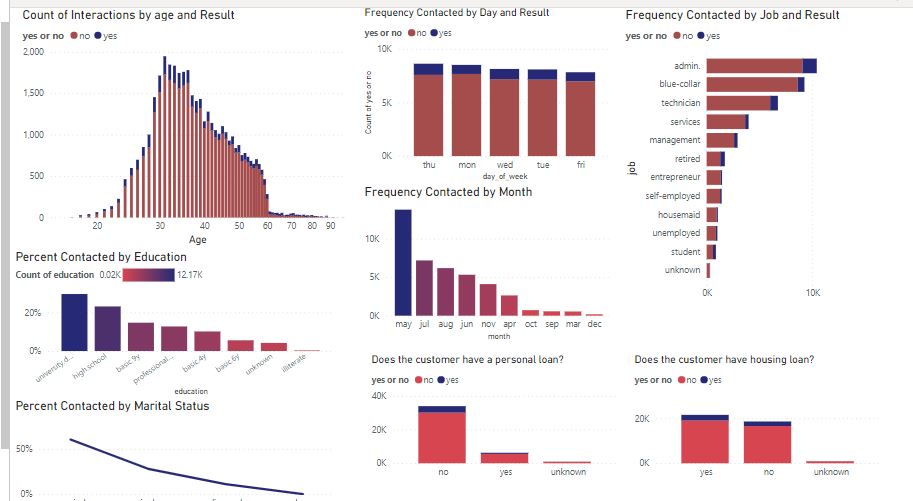 Count of Interactions by age and Result
yes or no no yes
2,000
1,500
1,000
500
0
20 30 40 50 60 70 80 90
Age
Percent Contacted by Education
Count of education 0.02K 12.17K
20%
0%
university.d...
high.school
basic.9y
professional....
basic.4y
basic.6y
unknown
illiterate
education
Percent Contacted by Marital Status
50%
0%
Frequency Contacted by Day and Result
yes or no no yes
Count of yes or no
10K
5K
0K
thu mon wed tue fri
day_of_week
Frequency Contacted by Month
10K
5K
0K
may jul aug jun nov apr oct sep mar dec
month
Does the customer have a personal loan?
yes or no no yes
40K
20K
0K
no yes unknown
Frequency Contacted by Job and Result
yes or no no yes
job
admin.
blue-collar
technician
services
management
retired
entrepreneur
self-employed
housemaid
unemployed
student
unknown
0K 10K
Does the customer have housing loan?
yes or no no yes
20K
0K
yes no unknown